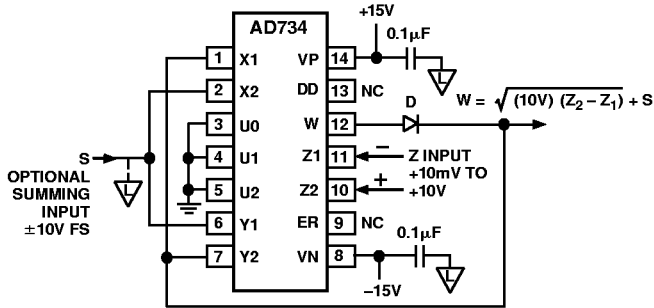 AD734
+15V
0.1µF
L
1 X1 VP 14
2 X2 DD 13 NC
3 U0 W 12 D
W = √(10V) (Z2 – Z1) + S
4 U1 Z1 11 – Z INPUT
+10mV TO
+10V
5 U2 Z2 10 +
S
L
OPTIONAL
SUMMING
INPUT
±10V FS
6 Y1 ER 9 NC
7 Y2 VN 8
0.1µF
L
–15V